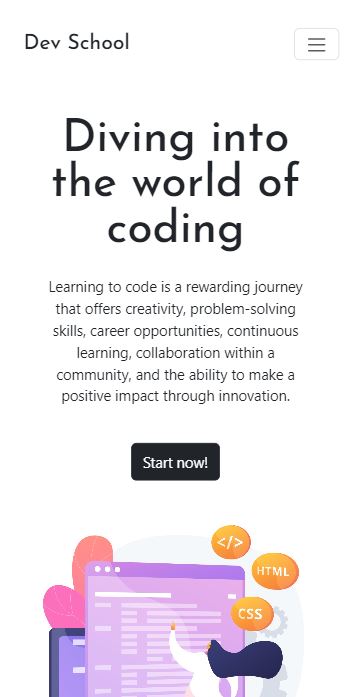 Dev School
Diving into
the world of
coding
Learning to code is a rewarding journey
that offers creativity, problem-solving
skills, career opportunities, continuous
learning, collaboration within a
community, and the ability to make a
positive impact through innovation.
Start now!
</>
HTML
CSS